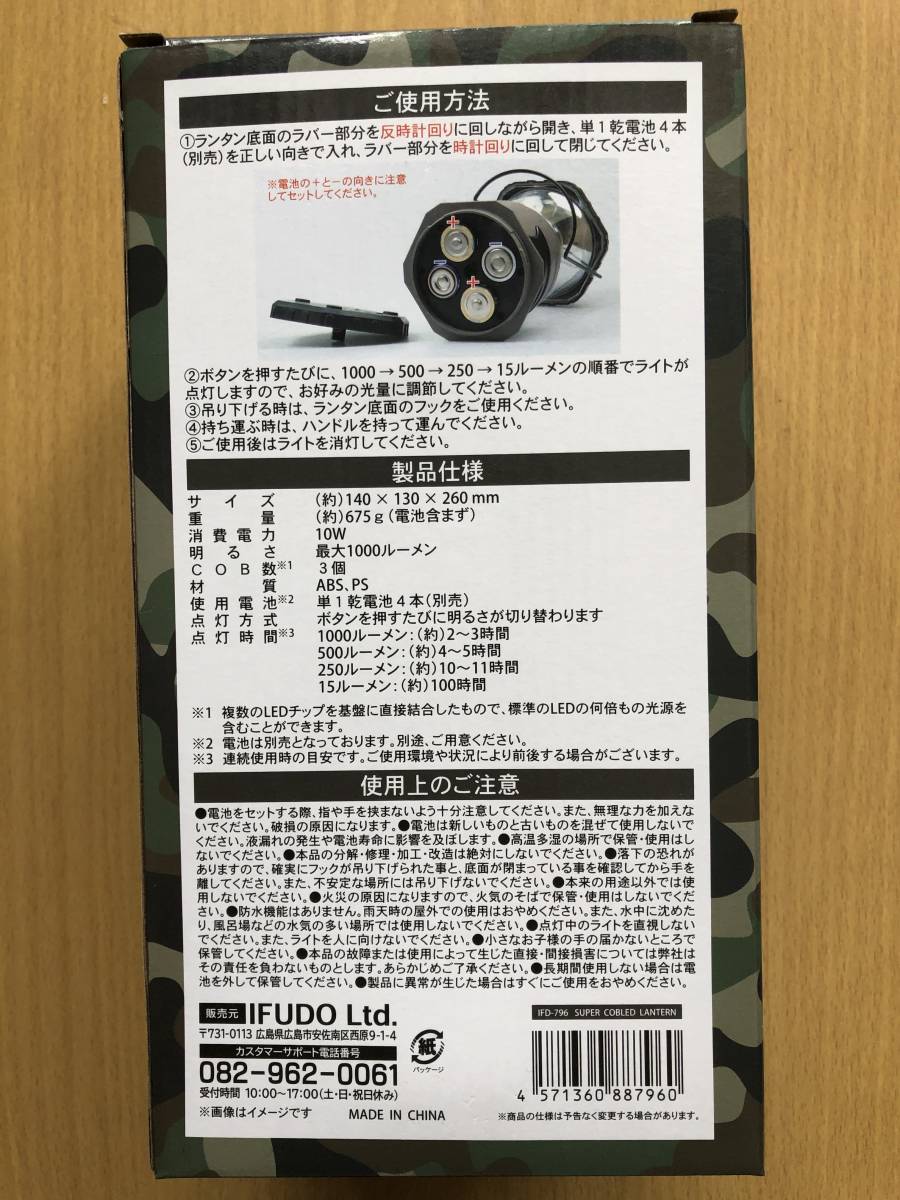 ご使用方法
①ランタン底面のラバー部分を反時計回りに回しながら開き、単1乾電池4本
(別売)を正しい向きで入れ、ラバー部分を時計回りに回して閉じてください。
※電池の+と-の向きに注意
してセットしてください。
②ボタンを押すたびに、1000→500→250→15ルーメンの順番でライトが
点灯しますので、お好みの光量に調節してください。
③吊り下げる時は、ランタン底面のフックをご使用ください。
④持ち運ぶ時は、ハンドルを持って運んでください。
⑤ご使用後はライトを消灯してください。
製品仕様
サイズ (約)140×130×260mm
重量 (約)675g(電池含まず)
消費電力 10W
明るさ 最大1000ルーメン
COB数※1 3個
材質 ABS、PS
使用電池※2 単1乾電池4本(別売)
点灯方式 ボタンを押すたびに明るさが切り替わります
点灯時間※3 1000ルーメン:(約)2〜3時間
500ルーメン:(約)4〜5時間
250ルーメン:(約)10〜11時間
15ルーメン:(約)100時間
※1 複数のLEDチップを基盤に直接結合したもので、標準のLEDの何倍もの光源を
含むことができます。
※2 電池は別売となっております。別途、ご用意ください。
※3 連続使用時の目安です。ご使用環境や状況により前後する場合がございます。
使用上のご注意
●電池をセットする際、指や手を挟まないよう十分注意してください。また、無理な力を加えな
いでください。破損の原因になります。●電池は新しいものと古いものを混ぜて使用しないで
ください。液漏れの発生や電池寿命に影響を及ぼします。●高温多湿の場所で保管・使用はし
ないでください。●本品の分解・修理・加工・改造は絶対にしないでください。●落下の恐れが
ありますので、確実にフックが吊り下げられた事と、底面が閉まっている事を確認してから手を
離してください。また、不安定な場所には吊り下げないでください。●本来の用途以外では使
用しないでください。●火災の原因になりますので、火気のそばで保管・使用はしないでくださ
い。●防水機能はありません。雨天時の屋外での使用はおやめください。また、水中に沈めた
り、風呂場などの水気の多い場所では使用しないでください。●点灯中のライトを直視しない
でください。また、ライトを人に向けないでください。●小さなお子様の手の届かないところで
保管してください。●本品の故障または使用によって生じた直接・間接損害については弊社は
その責任を負わないものとします。あらかじめご了承ください。●長期間使用しない場合は電
池を外して保管してください。●製品に異常が生じた場合はすぐにご使用をおやめください。
販売元 IFUDO Ltd.
〒731-0113 広島県広島市安佐南区西原9-1-4
カスタマーサポート電話番号
082-962-0061
受付時間 10:00〜17:00(土・日・祝日休み)
※画像はイメージです MADE IN CHINA
紙
パッケージ
IFD-796 SUPER COBLED LANTERN
4 571360 887960
※商品の仕様は予告なく変更する場合があります。